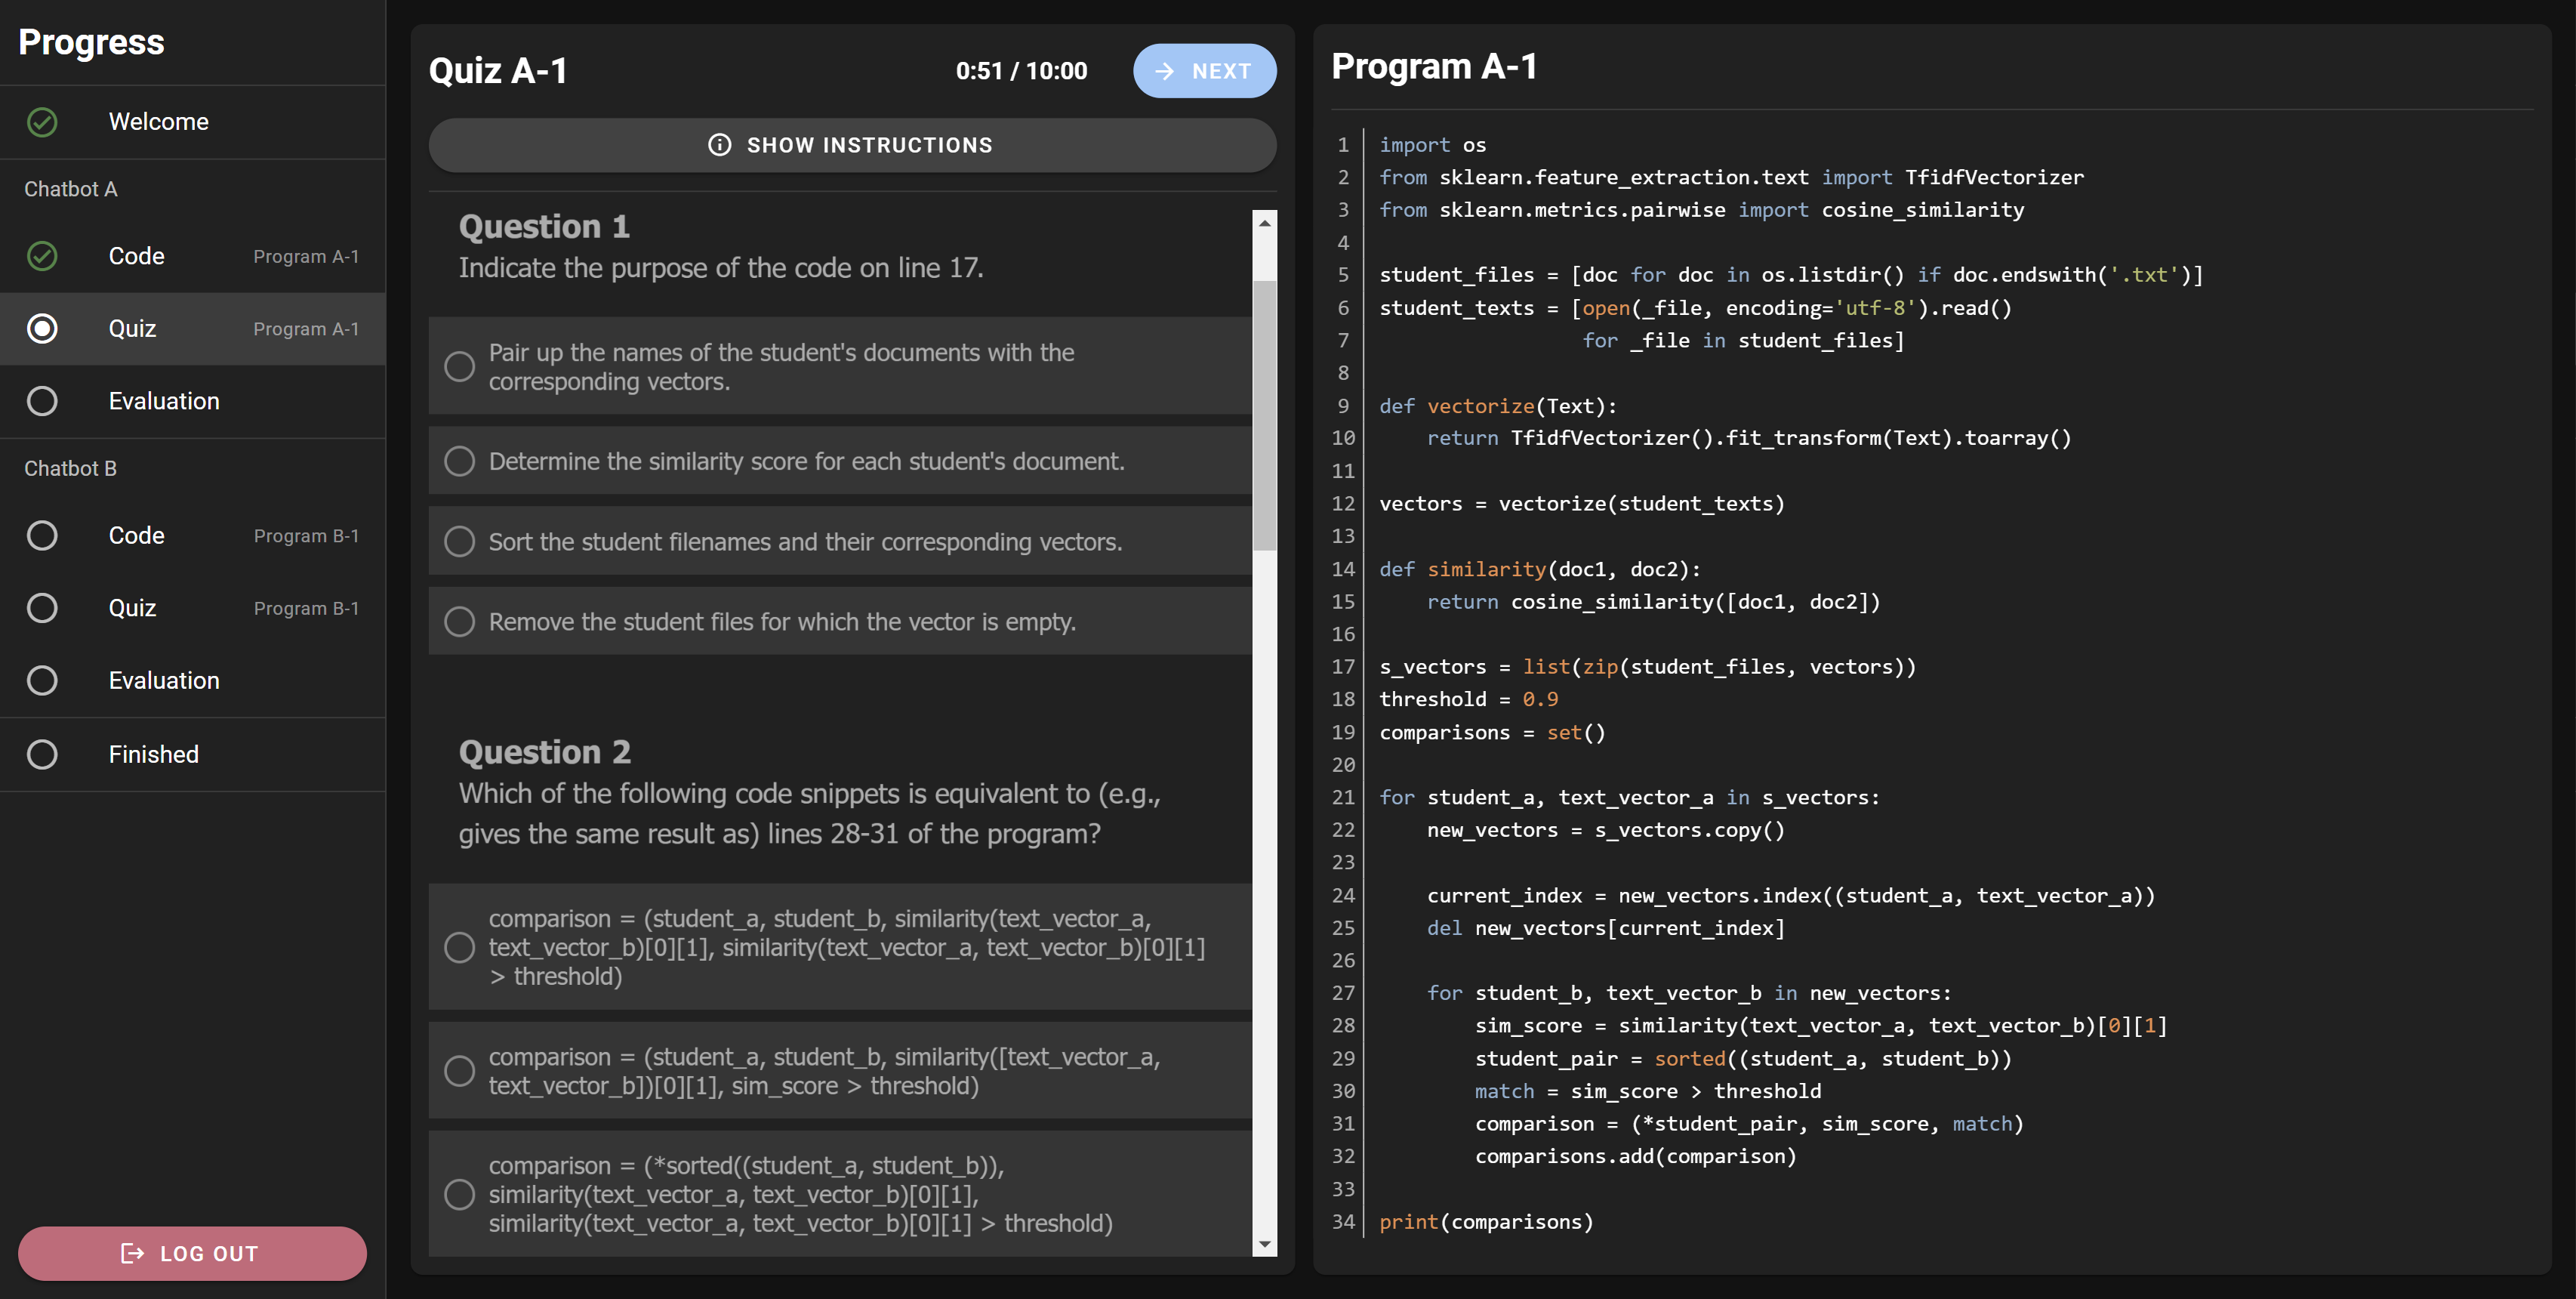 Progress
Welcome
Chatbot A
Code Program A-1
Quiz Program A-1
Evaluation
Chatbot B
Code Program B-1
Quiz Program B-1
Evaluation
Finished
LOG OUT
Quiz A-1 0:51 / 10:00 NEXT
SHOW INSTRUCTIONS
Question 1
Indicate the purpose of the code on line 17.
Pair up the names of the student's documents with the
corresponding vectors.
Determine the similarity score for each student's document.
Sort the student filenames and their corresponding vectors.
Remove the student files for which the vector is empty.
Question 2
Which of the following code snippets is equivalent to (e.g.,
gives the same result as) lines 28-31 of the program?
comparison = (student_a, student_b, similarity(text_vector_a,
text_vector_b)[0][1], similarity(text_vector_a, text_vector_b)[0][1]
> threshold)
comparison = (student_a, student_b, similarity([text_vector_a,
text_vector_b])[0][1], sim_score > threshold)
comparison = (*sorted((student_a, student_b)),
similarity(text_vector_a, text_vector_b)[0][1],
similarity(text_vector_a, text_vector_b)[0][1] > threshold)
Program A-1
1 import os
2 from sklearn.feature_extraction.text import TfidfVectorizer
3 from sklearn.metrics.pairwise import cosine_similarity
4
5 student_files = [doc for doc in os.listdir() if doc.endswith('.txt')]
6 student_texts = [open(_file, encoding='utf-8').read()
7                  for _file in student_files]
8
9 def vectorize(Text):
10     return TfidfVectorizer().fit_transform(Text).toarray()
11
12 vectors = vectorize(student_texts)
13
14 def similarity(doc1, doc2):
15     return cosine_similarity([doc1, doc2])
16
17 s_vectors = list(zip(student_files, vectors))
18 threshold = 0.9
19 comparisons = set()
20
21 for student_a, text_vector_a in s_vectors:
22     new_vectors = s_vectors.copy()
23
24     current_index = new_vectors.index((student_a, text_vector_a))
25     del new_vectors[current_index]
26
27     for student_b, text_vector_b in new_vectors:
28         sim_score = similarity(text_vector_a, text_vector_b)[0][1]
29         student_pair = sorted((student_a, student_b))
30         match = sim_score > threshold
31         comparison = (*student_pair, sim_score, match)
32         comparisons.add(comparison)
33
34 print(comparisons)